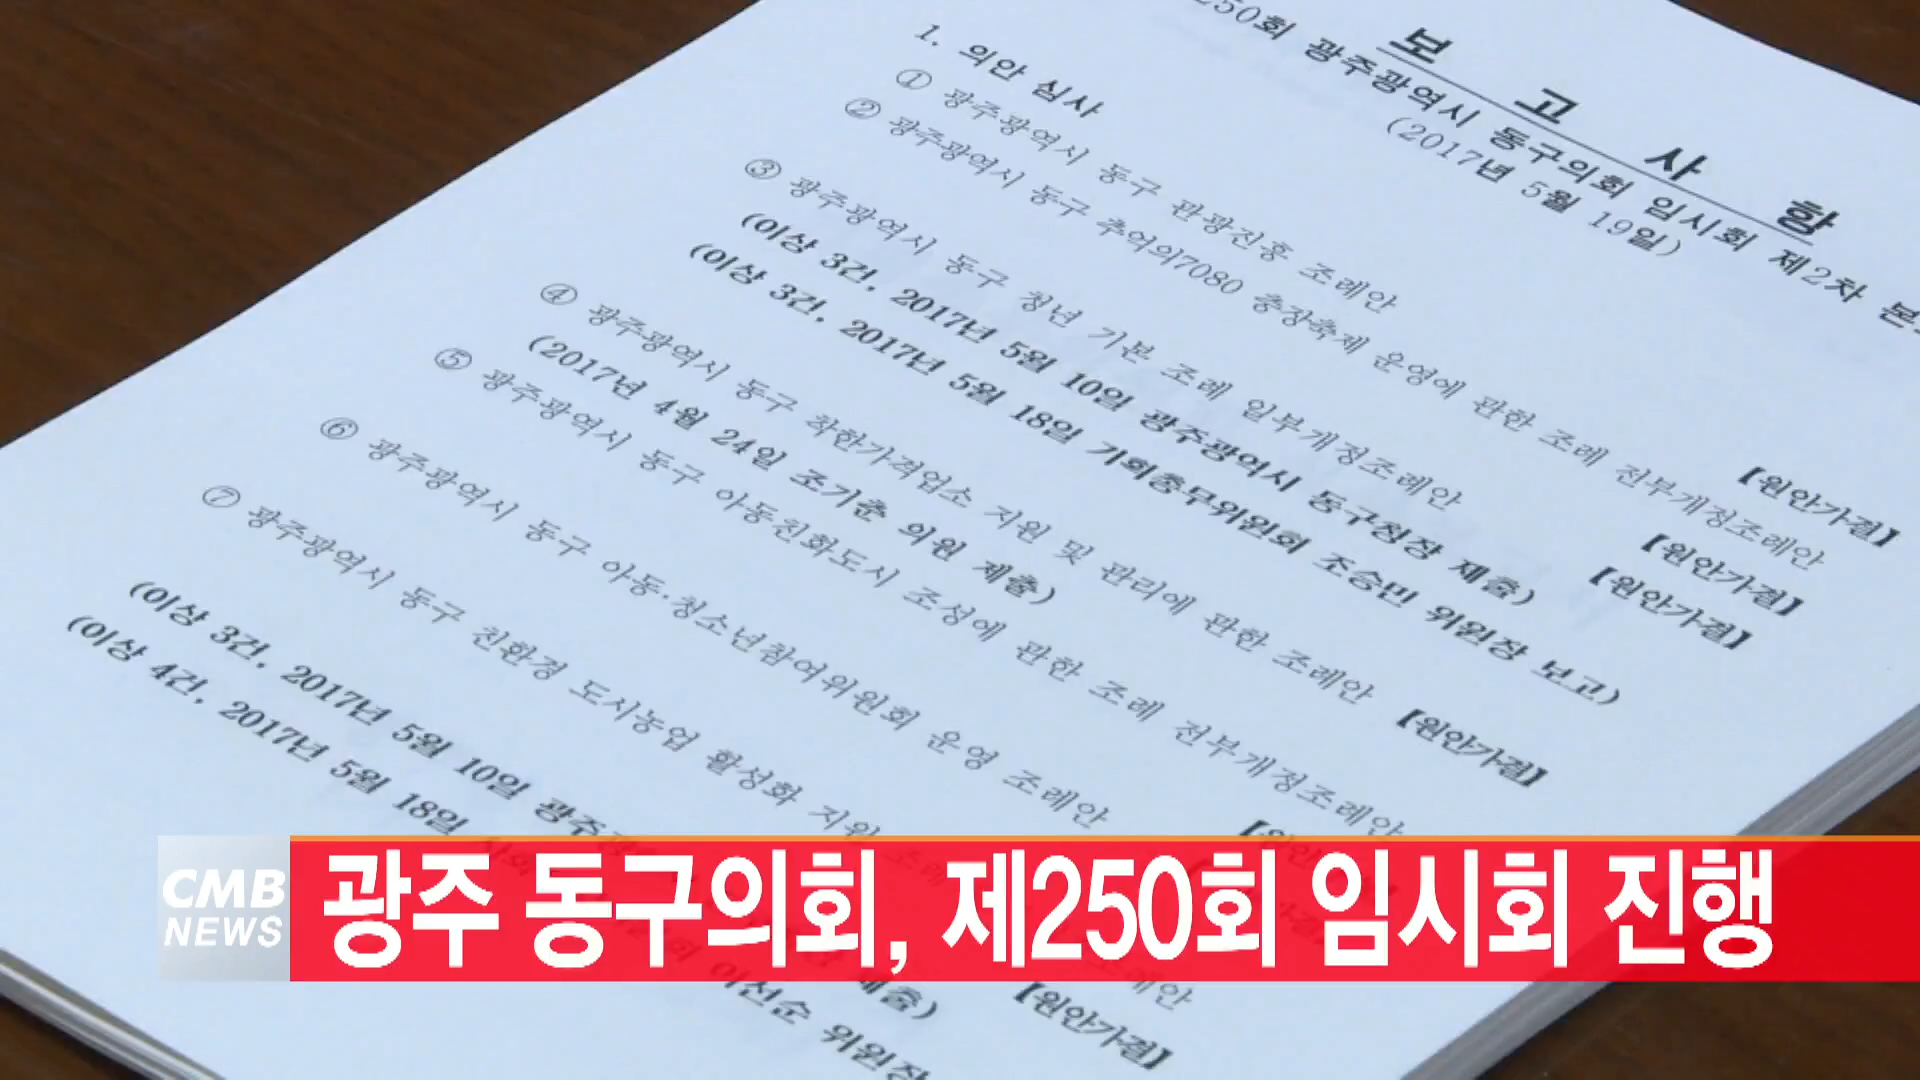 보 고 사 항
250회 광주광역시 동구의회 임시회 제2차 본
(2017년 5월 19일)
1. 의안 심사
① 광주광역시 동구 관광진흥 조례안
【원안가결】
② 광주광역시 동구 추억의7080 충장축제 운영에 관한 조례 전부개정조례안
【원안가결】
③ 광주광역시 동구 청년 기본 조례 일부개정조례안
【원안가결】
(이상 3건, 2017년 5월 10일 광주광역시 동구청장 제출)
(이상 3건, 2017년 5월 18일 기획총무위원회 조승민 위원장 보고)
④ 광주광역시 동구 착한가격업소 지원 및 관리에 관한 조례안
【원안가결】
(2017년 4월 24일 조기춘 의원 제출)
⑤ 광주광역시 동구 아동친화도시 조성에 관한 조례 전부개정조례안
⑥ 광주광역시 동구 아동·청소년참여위원회 운영 조례안
⑦ 광주광역시 동구 친환경 도시농업 활성화 지원
【원안가결】
(이상 3건, 2017년 5월 10일 제출)
(이상 4건, 2017년 5월 18일 이선순 위원장
CMB
NEWS
광주 동구의회, 제250회 임시회 진행